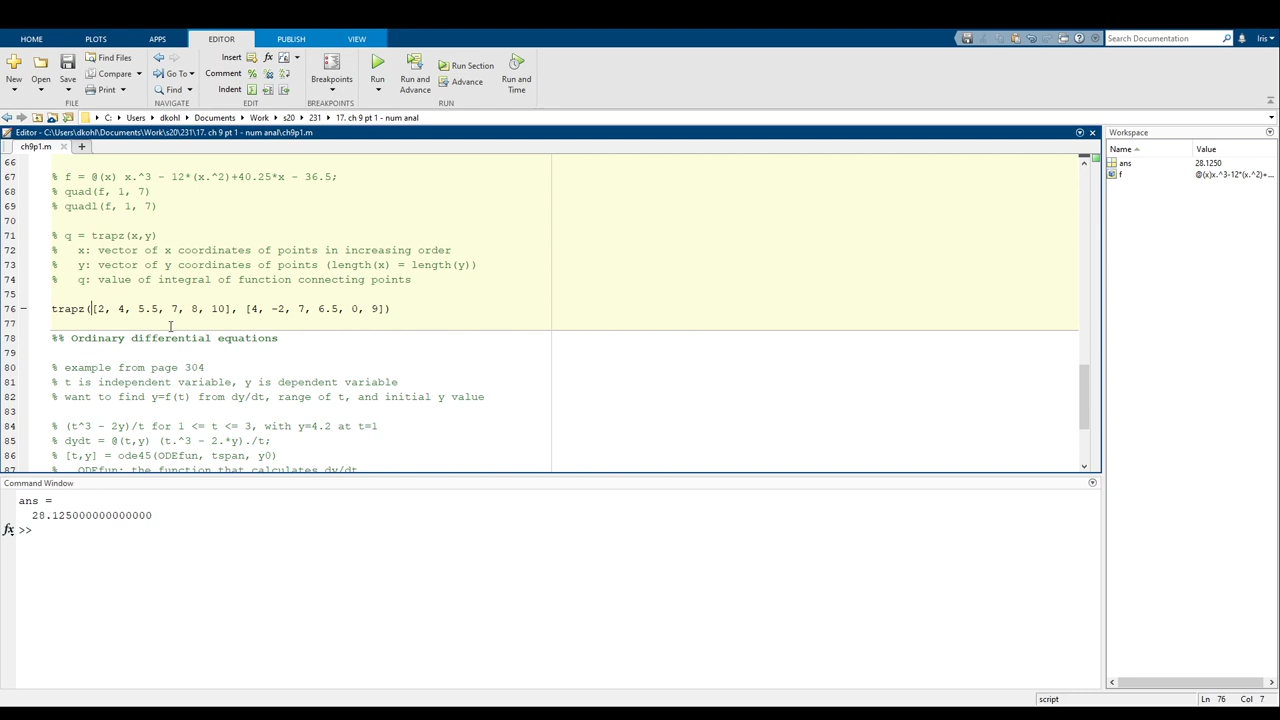 HOME PLOTS APPS EDITOR PUBLISH VIEW Search Documentation Iris
New Open Save Find Files Compare Print Go To Find Insert Comment Indent fx Breakpoints Run Run and Advance Run Section Advance Run and Time
FILE NAVIGATE EDIT BREAKPOINTS RUN
C: Users dkohl Documents Work s20 231 17. ch 9 pt 1 - num anal
Editor - C:\Users\dkohl\Documents\Work\s20\231\17. ch 9 pt 1 - num anal\ch9p1.m
ch9p1.m
66
67 % f = @(x) x.^3 - 12*(x.^2)+40.25*x - 36.5;
68 % quad(f, 1, 7)
69 % quadl(f, 1, 7)
70
71 % q = trapz(x,y)
72 % x: vector of x coordinates of points in increasing order
73 % y: vector of y coordinates of points (length(x) = length(y))
74 % q: value of integral of function connecting points
75
76 trapz([2, 4, 5.5, 7, 8, 10], [4, -2, 7, 6.5, 0, 9])
77
78 %% Ordinary differential equations
79
80 % example from page 304
81 % t is independent variable, y is dependent variable
82 % want to find y=f(t) from dy/dt, range of t, and initial y value
83
84 % (t^3 - 2y)/t for 1 <= t <= 3, with y=4.2 at t=1
85 % dydt = @(t,y) (t.^3 - 2.*y)./t;
86 % [t,y] = ode45(ODEfun, tspan, y0)
87 % ODEfun: the function that calculates dy/dt
Command Window
ans =
28.125000000000000
fx >>
Workspace
Name Value
ans 28.1250
f @(x)x.^3-12*(x.^2)+...
script Ln 76 Col 7